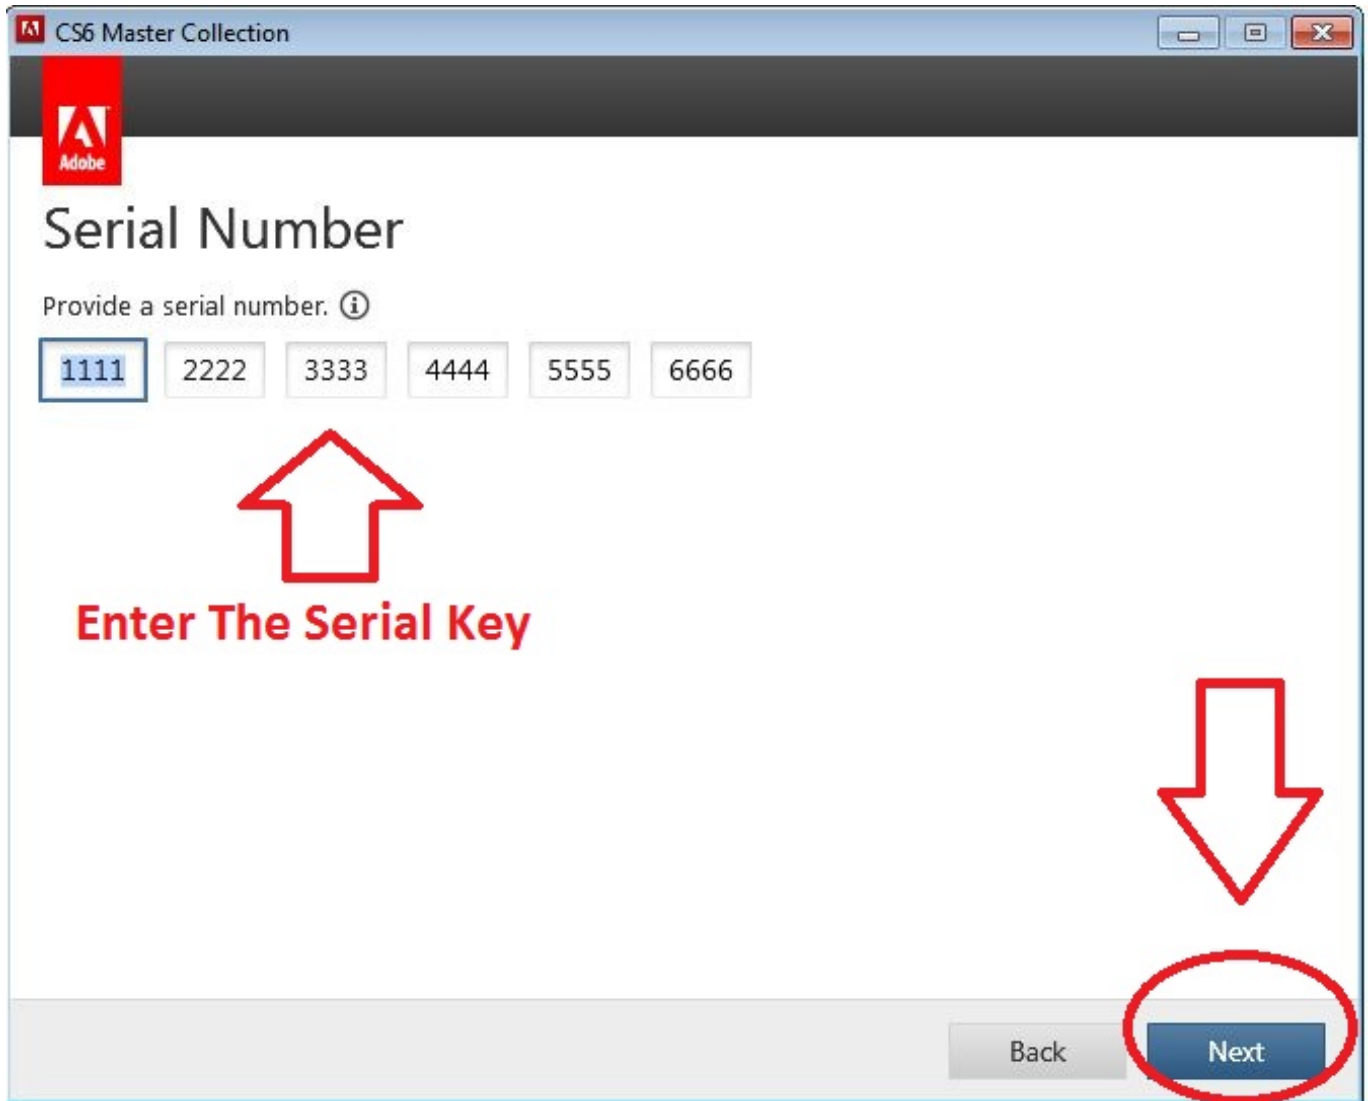 CS6 Master Collection
Adobe
Serial Number
Provide a serial number.
1111 2222 3333 4444 5555 6666
Enter The Serial Key
Back Next